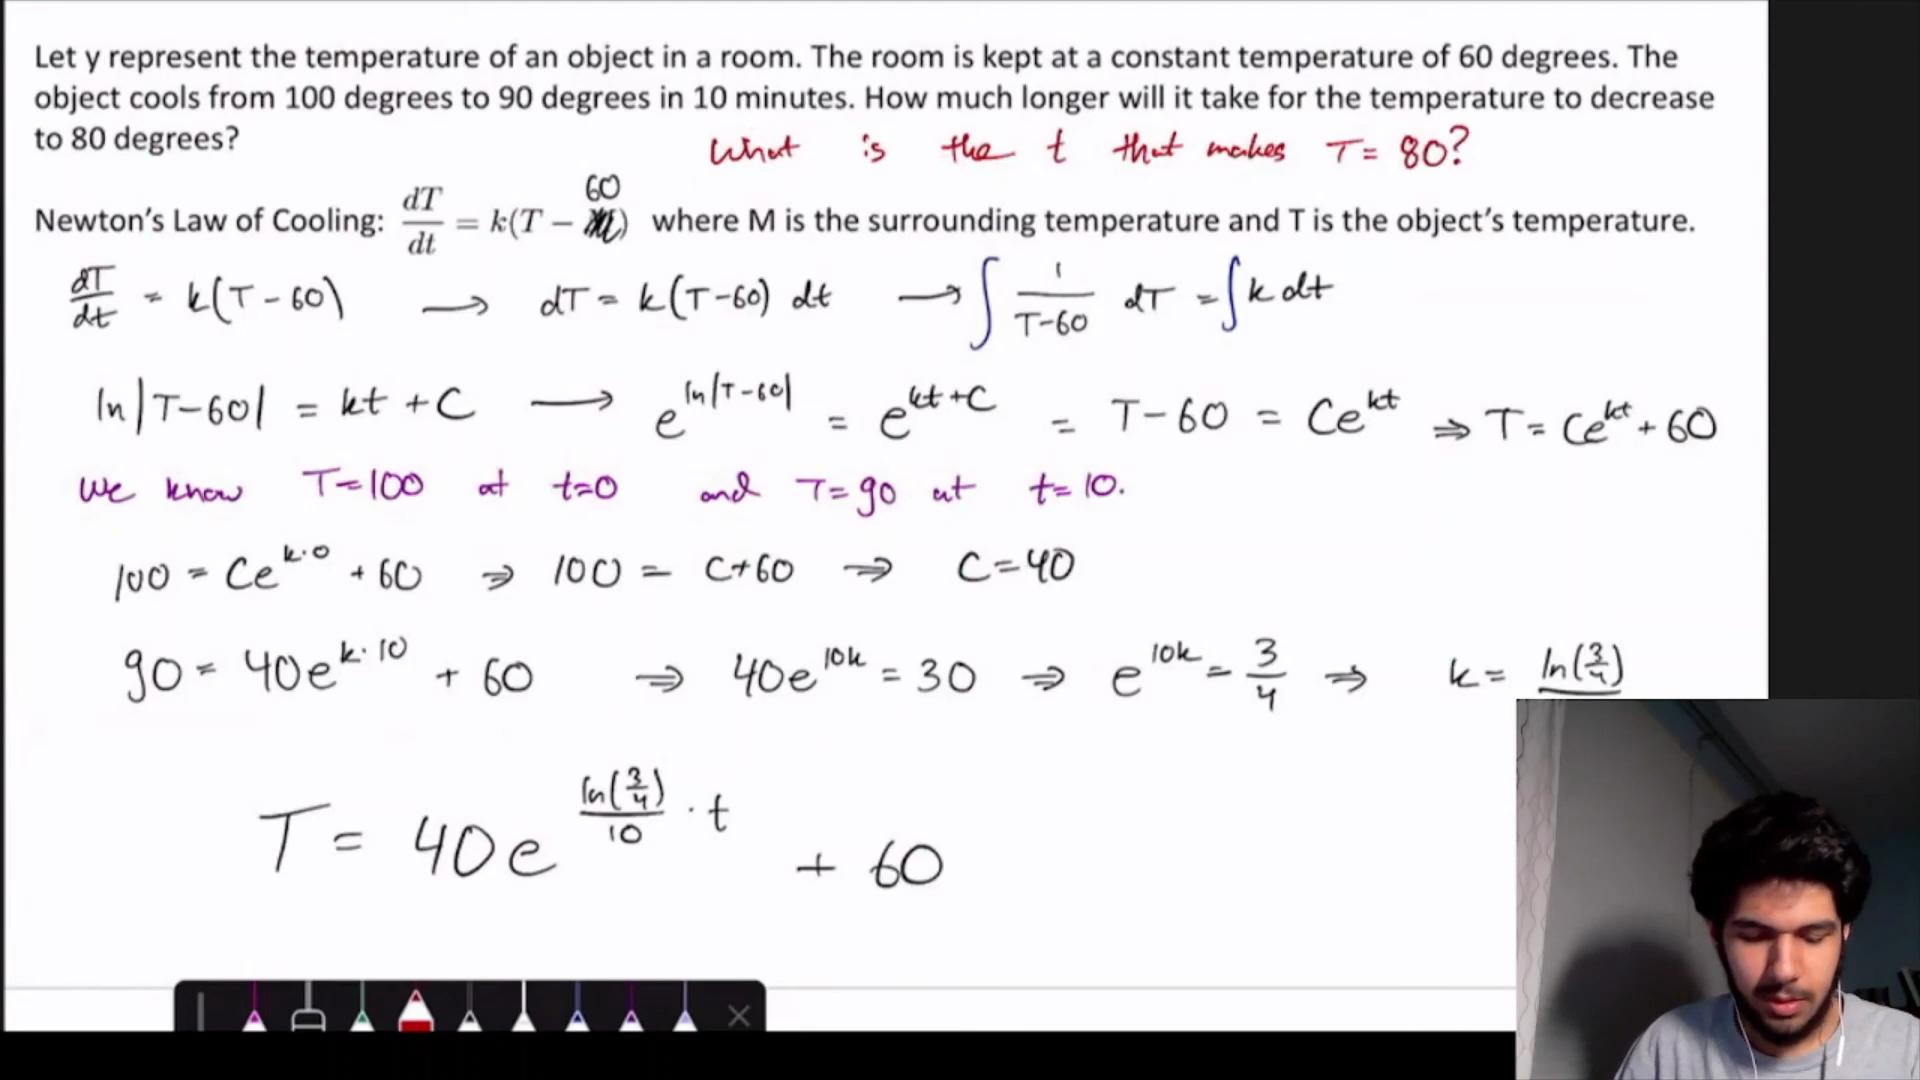 Let y represent the temperature of an object in a room. The room is kept at a constant temperature of 60 degrees. The
object cools from 100 degrees to 90 degrees in 10 minutes. How much longer will it take for the temperature to decrease
to 80 degrees?
What is the t that makes T = 80?
60
Newton's Law of Cooling: dT/dt = k(T − M) where M is the surrounding temperature and T is the object's temperature.
dT/dt = k(T-60) → dT = k(T-60) dt → ∫ 1/(T-60) dT = ∫ k dt
ln|T-60| = kt + C → e^(ln|T-60|) = e^(kt+C) = T-60 = Ce^(kt) ⇒ T = Ce^(kt) + 60
We know T=100 at t=0 and T=90 at t=10.
100 = Ce^(k·0) + 60 ⇒ 100 = C+60 ⇒ C=40
90 = 40e^(k·10) + 60 ⇒ 40e^(10k) = 30 ⇒ e^(10k) = 3/4 ⇒ k = ln(3/4)
T = 40e^(ln(3/4)/10 · t) + 60